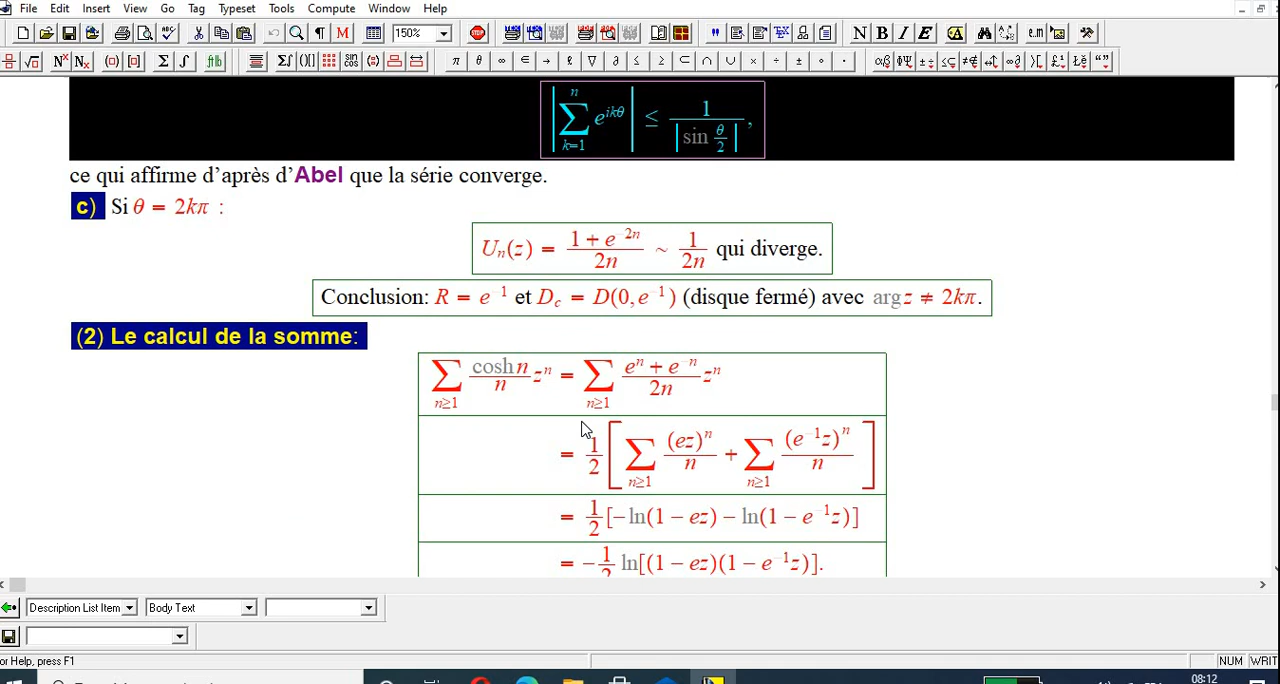 File Edit Insert View Go Tag Typeset Tools Compute Window Help
150%
|∑_{k=1}^{n} e^{ikθ}| ≤ 1/|sin θ/2|,
ce qui affirme d'après d'Abel que la série converge.
c) Si θ = 2kπ :
U_n(z) = (1 + e^{-2n})/2n ~ 1/2n qui diverge.
Conclusion: R = e^{-1} et D_c = D(0, e^{-1}) (disque fermé) avec arg z ≠ 2kπ.
(2) Le calcul de la somme:
∑_{n≥1} (cosh n)/n z^n = ∑_{n≥1} (e^n + e^{-n})/2n z^n
= 1/2 [∑_{n≥1} (ez)^n/n + ∑_{n≥1} (e^{-1}z)^n/n]
= 1/2 [-ln(1 - ez) - ln(1 - e^{-1}z)]
= -1/2 ln[(1 - ez)(1 - e^{-1}z)].
Description List Item Body Text
or Help, press F1 NUM WRIT
08:12